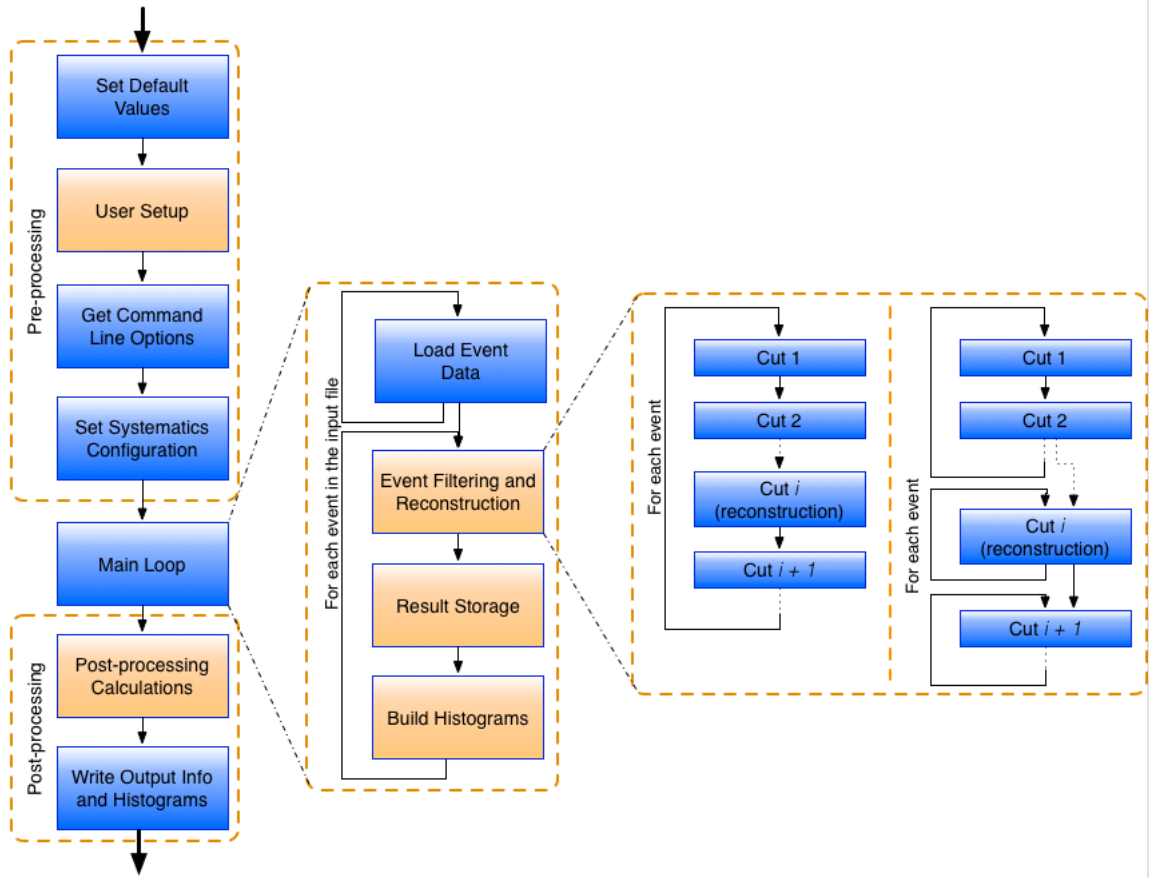 Pre-processing
Set Default
Values
User Setup
Get Command
Line Options
Set Systematics
Configuration
Main Loop
Post-processing
Post-processing
Calculations
Write Output Info
and Histograms
For each event in the input file
Load Event
Data
Event Filtering and
Reconstruction
Result Storage
Build Histograms
For each event
Cut 1
Cut 2
Cut i
(reconstruction)
Cut i + 1
For each event
Cut 1
Cut 2
Cut i
(reconstruction)
Cut i + 1